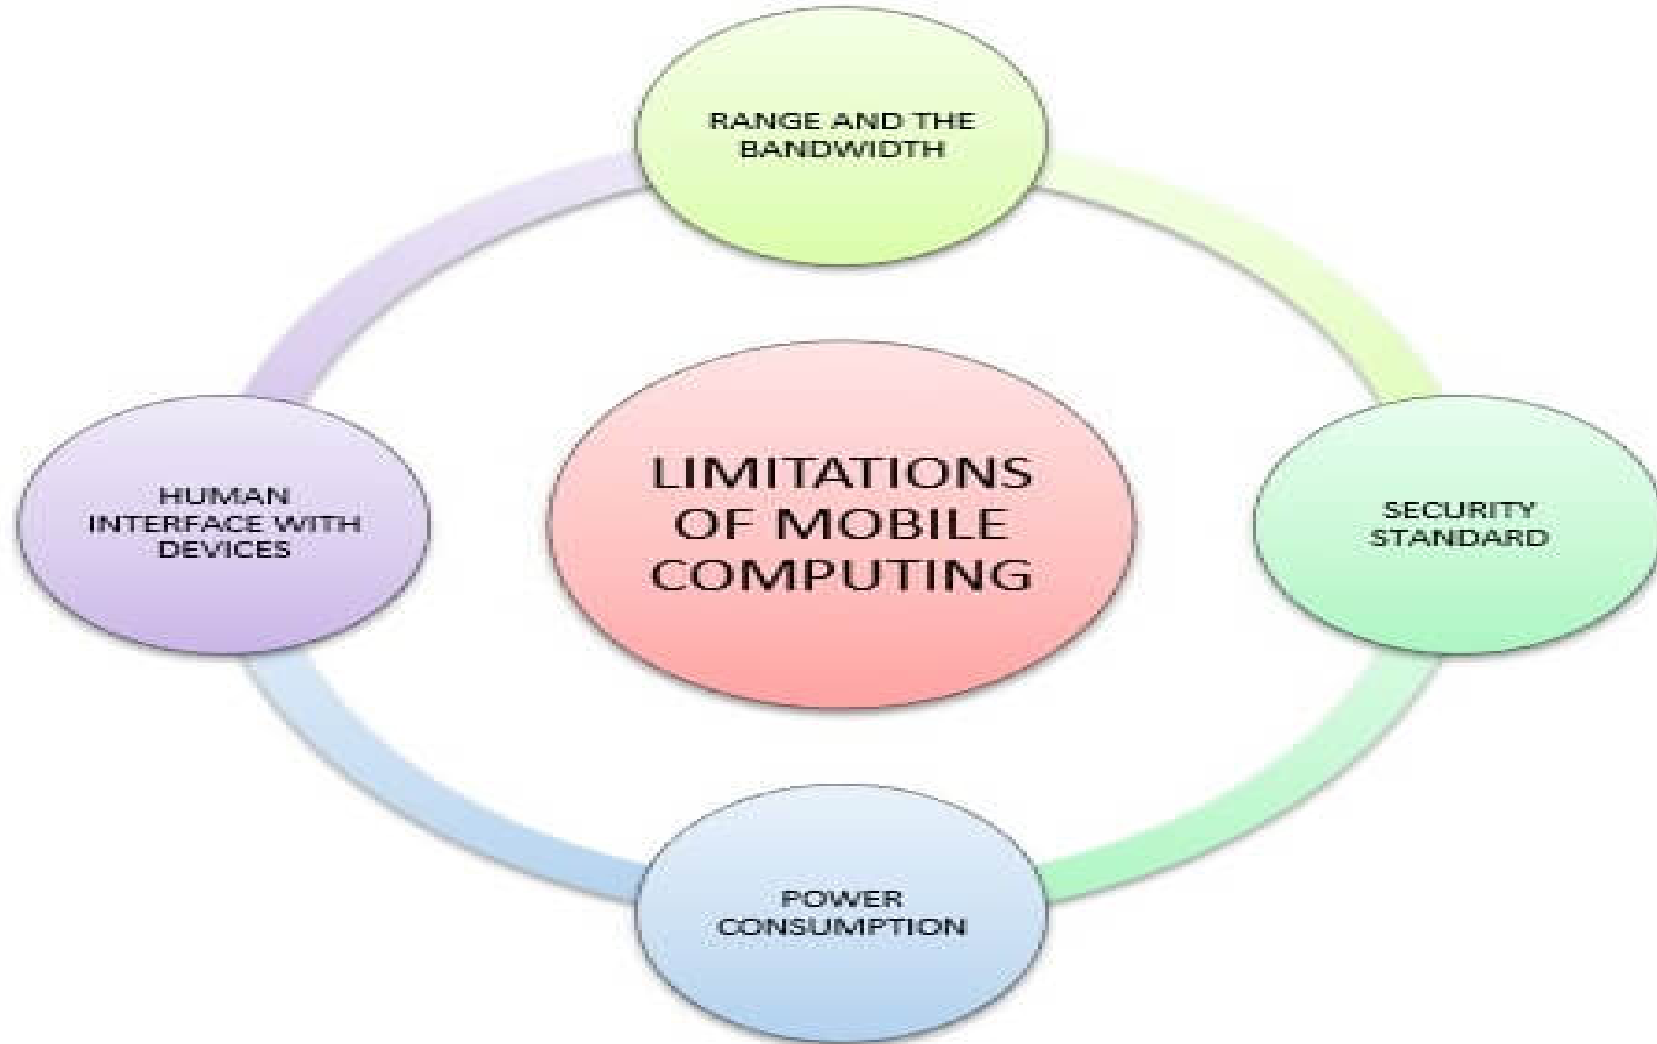 RANGE AND THE
BANDWIDTH
HUMAN
INTERFACE WITH
DEVICES
LIMITATIONS
OF MOBILE
COMPUTING
SECURITY
STANDARD
POWER
CONSUMPTION